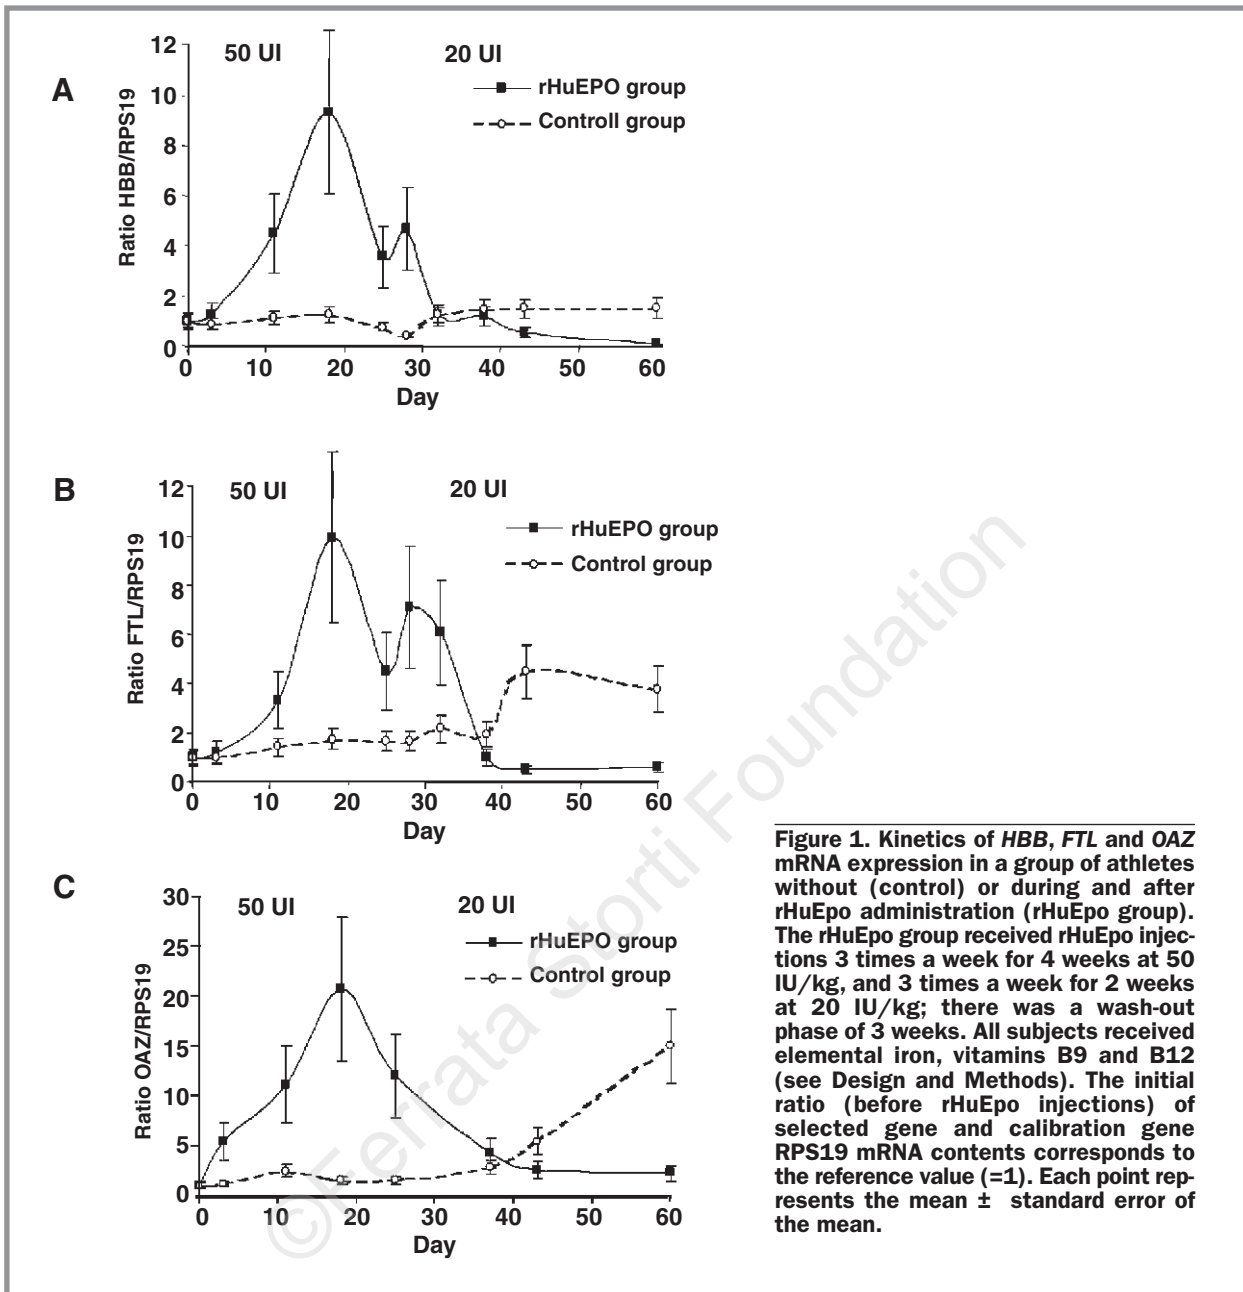 A
50 UI 20 UI
rHuEPO group
Controll group
Ratio HBB/RPS19
12
10
8
6
4
2
0
0 10 20 30 40 50 60
Day
B
50 UI 20 UI
rHuEPO group
Control group
Ratio FTL/RPS19
12
10
8
6
4
2
0
0 10 20 30 40 50 60
Day
C
50 UI 20 UI
rHuEPO group
Control group
Ratio OAZ/RPS19
30
25
20
15
10
5
0
0 10 20 30 40 50 60
Day
Figure 1. Kinetics of HBB, FTL and OAZ
mRNA expression in a group of athletes
without (control) or during and after
rHuEpo administration (rHuEpo group).
The rHuEpo group received rHuEpo injec-
tions 3 times a week for 4 weeks at 50
IU/kg, and 3 times a week for 2 weeks
at 20 IU/kg; there was a wash-out
phase of 3 weeks. All subjects received
elemental iron, vitamins B9 and B12
(see Design and Methods). The initial
ratio (before rHuEpo injections) of
selected gene and calibration gene
RPS19 mRNA contents corresponds to
the reference value (=1). Each point rep-
resents the mean ± standard error of
the mean.
©Ferrata Storti Foundation